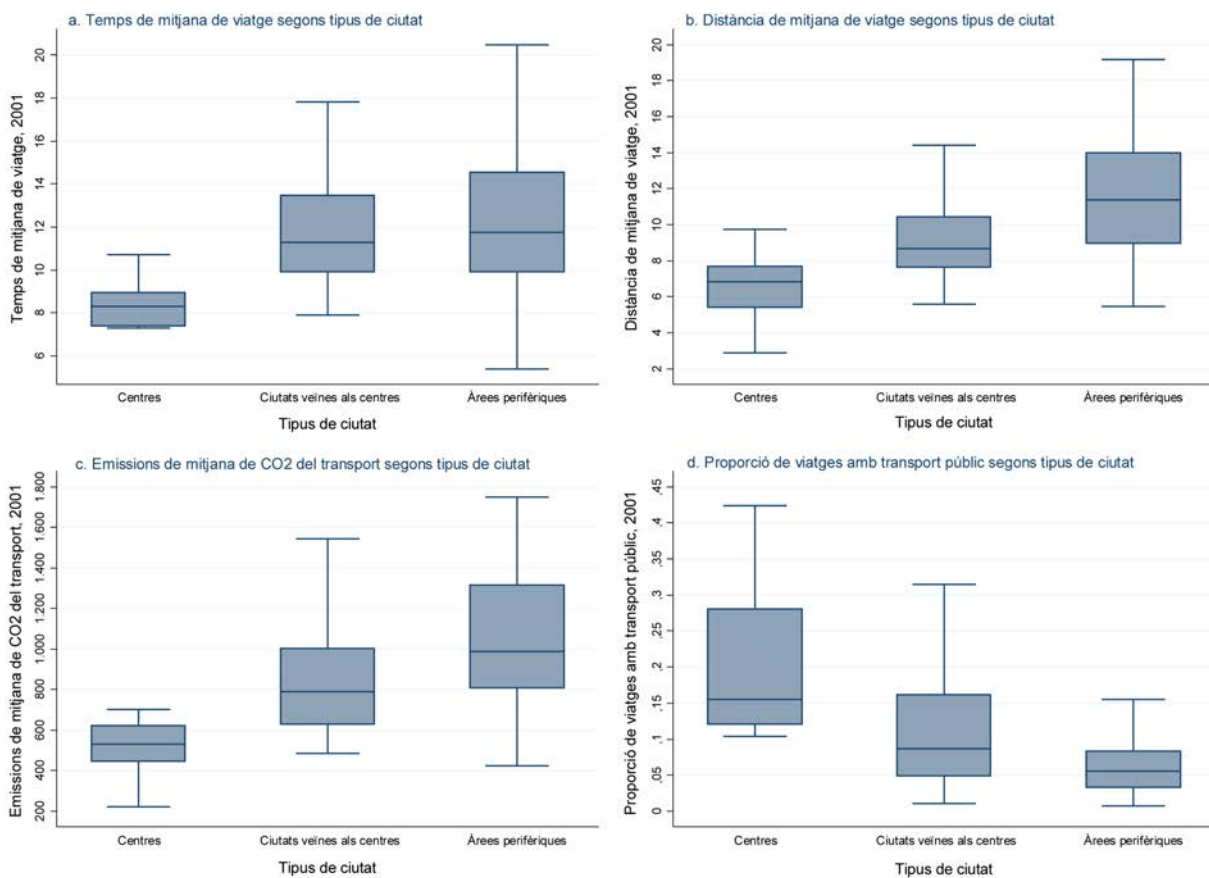 a. Temps de mitjana de viatge segons tipus de ciutat
Temps de mitjana de viatge, 2001
20
18
16
14
12
10
8
6
Centres
Ciutats veïnes als centres
Àrees perifèriques
Tipus de ciutat
b. Distància de mitjana de viatge segons tipus de ciutat
Distància de mitjana de viatge, 2001
20
18
16
14
12
10
8
6
4
2
Centres
Ciutats veïnes als centres
Àrees perifèriques
Tipus de ciutat
c. Emissions de mitjana de CO2 del transport segons tipus de ciutat
Emissions de mitjana de CO2 del transport, 2001
1.800
1.600
1.400
1.200
1.000
800
600
400
200
Centres
Ciutats veïnes als centres
Àrees perifèriques
Tipus de ciutat
d. Proporció de viatges amb transport públic segons tipus de ciutat
Proporció de viatges amb transport públic, 2001
,45
,4
,35
,3
,25
,2
,15
,1
0,05
0
Centres
Ciutats veïnes als centres
Àrees perifèriques
Tipus de ciutat